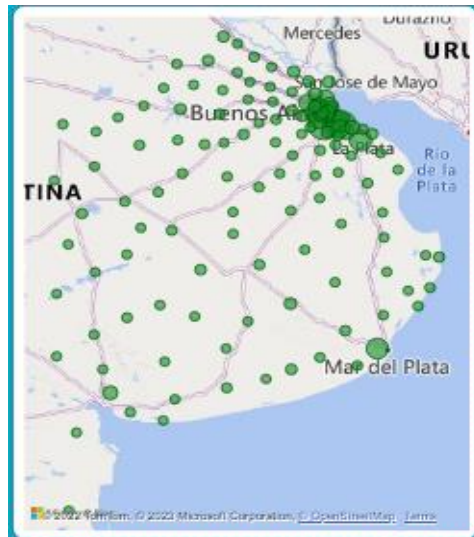 Durazno
Mercedes
URU
San José de Mayo
Buenos
La Plata
Río
de la
Plata
TINA
Mar del Plata
© 2022 TomTom, © 2023 Microsoft Corporation, © OpenStreetMap Terms